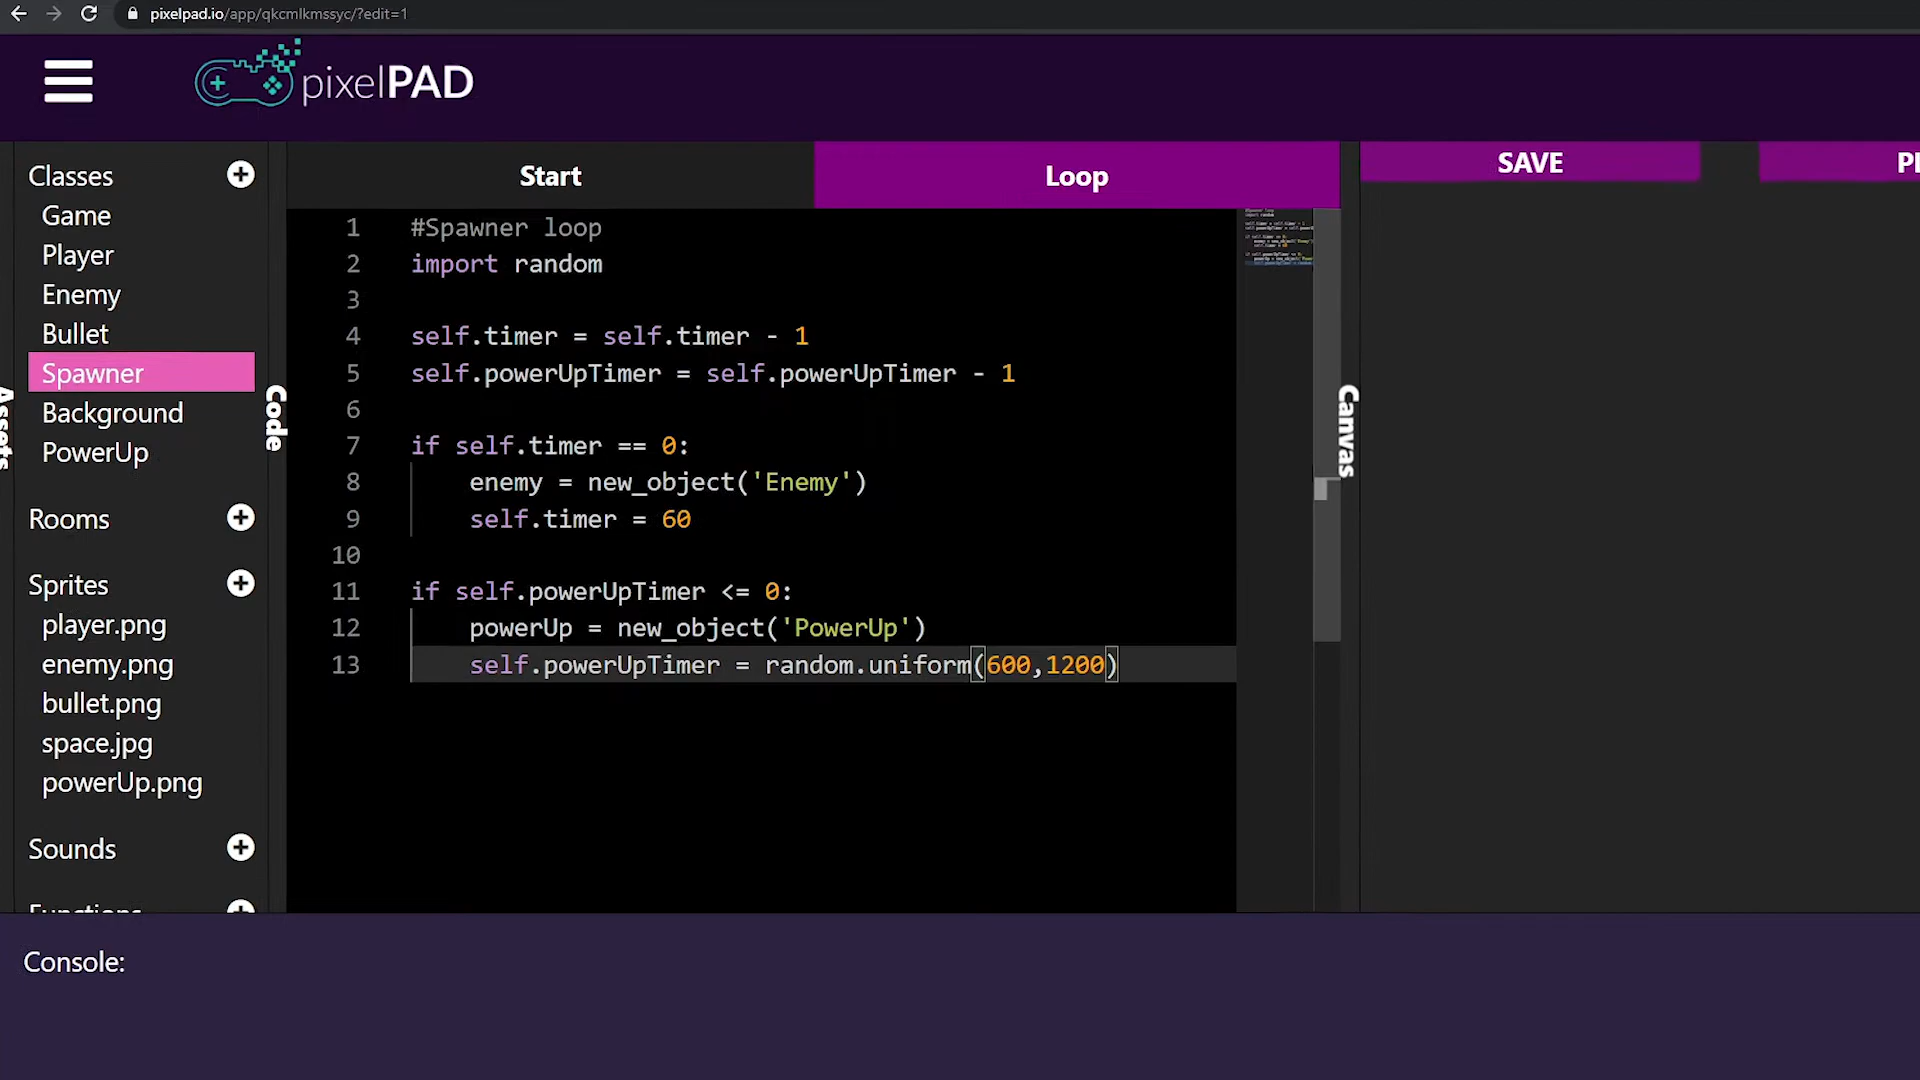 pixelpad.io/app/qkcmlkmssyc/?edit=1
pixelPAD
Classes
Game
Player
Enemy
Bullet
Spawner
Background
PowerUp
Rooms
Sprites
player.png
enemy.png
bullet.png
space.jpg
powerUp.png
Sounds
Functions
Assets
Code
Start
Loop
1 #Spawner loop
2 import random
3
4 self.timer = self.timer - 1
5 self.powerUpTimer = self.powerUpTimer - 1
6
7 if self.timer == 0:
8 enemy = new_object('Enemy')
9 self.timer = 60
10
11 if self.powerUpTimer <= 0:
12 powerUp = new_object('PowerUp')
13 self.powerUpTimer = random.uniform(600,1200)
Canvas
SAVE
Console: